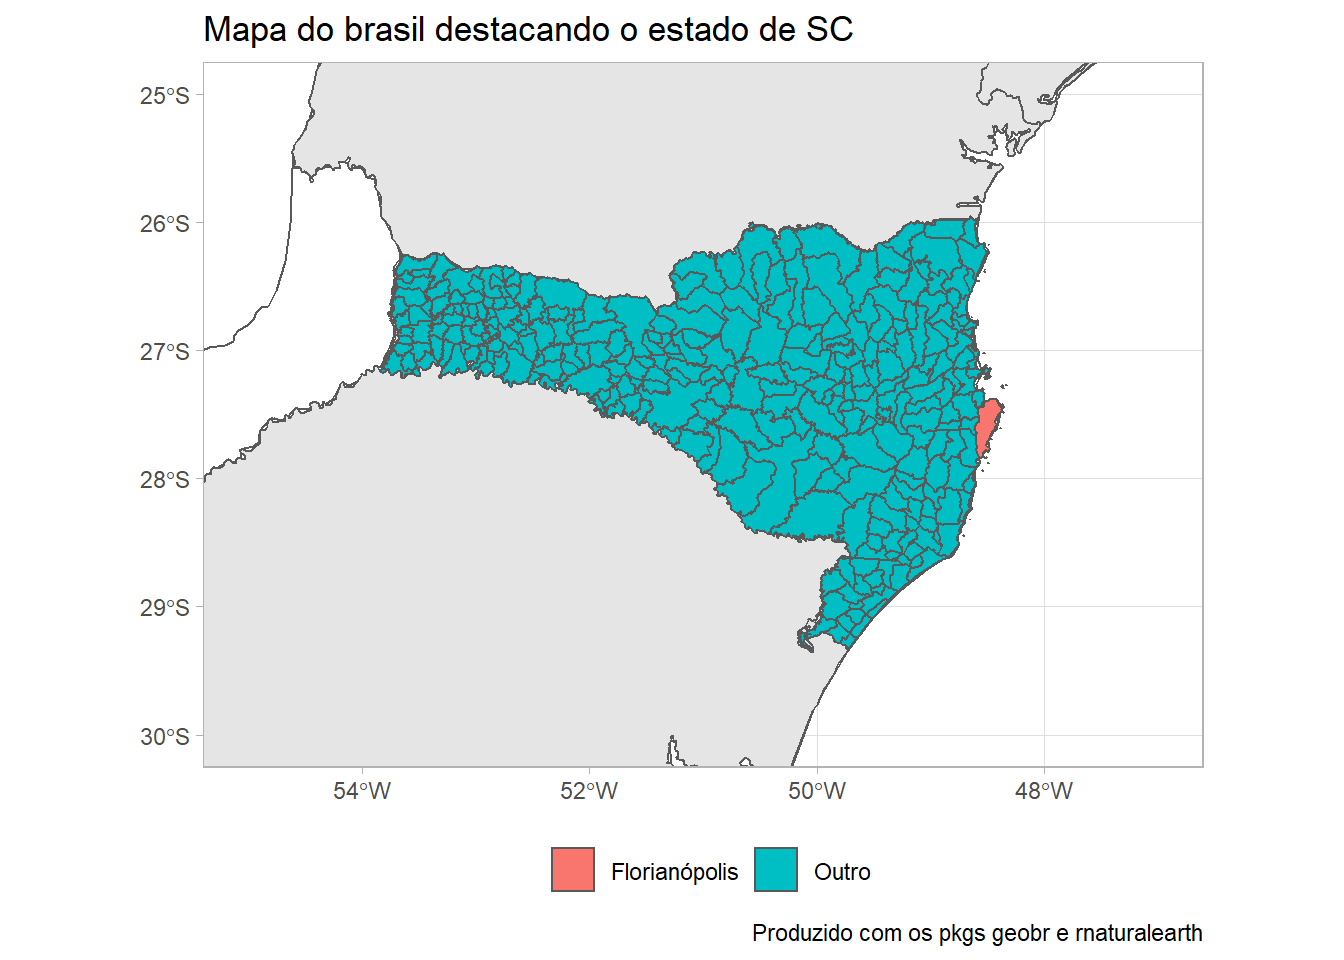 Mapa do brasil destacando o estado de SC
25°S
26°S
27°S
28°S
29°S
30°S
54°W 52°W 50°W 48°W
Florianópolis Outro
Produzido com os pkgs geobr e rnaturalearth